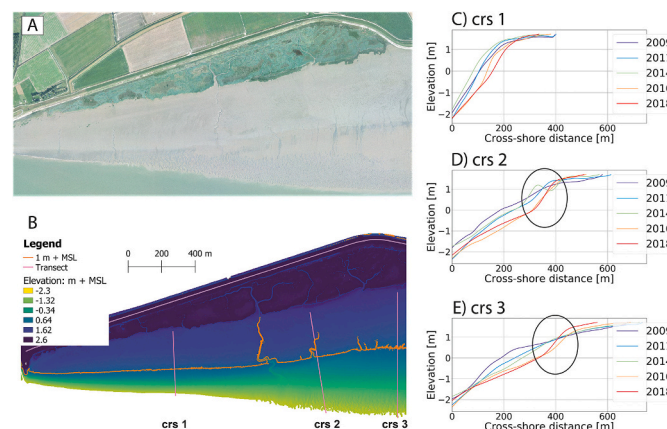 A
B
Legend
1 m + MSL
Transect
0 200 400 m
Elevation: m + MSL
-2.3
-1.32
-0.34
0.64
1.62
2.6
crs 1
crs 2
crs 3
C) crs 1
Elevation [m]
1
0
−1
−2
0 200 400 600
Cross-shore distance [m]
2009
201
2014
2016
2018
D) crs 2
Elevation [m]
1
0
−1
−2
0 200 400 600
Cross-shore distance [m]
2009
201
2014
2016
2018
E) crs 3
Elevation [m]
1
0
−1
−2
0 200 400 600
Cross-shore distance [m]
2009
201
2014
2016
2018